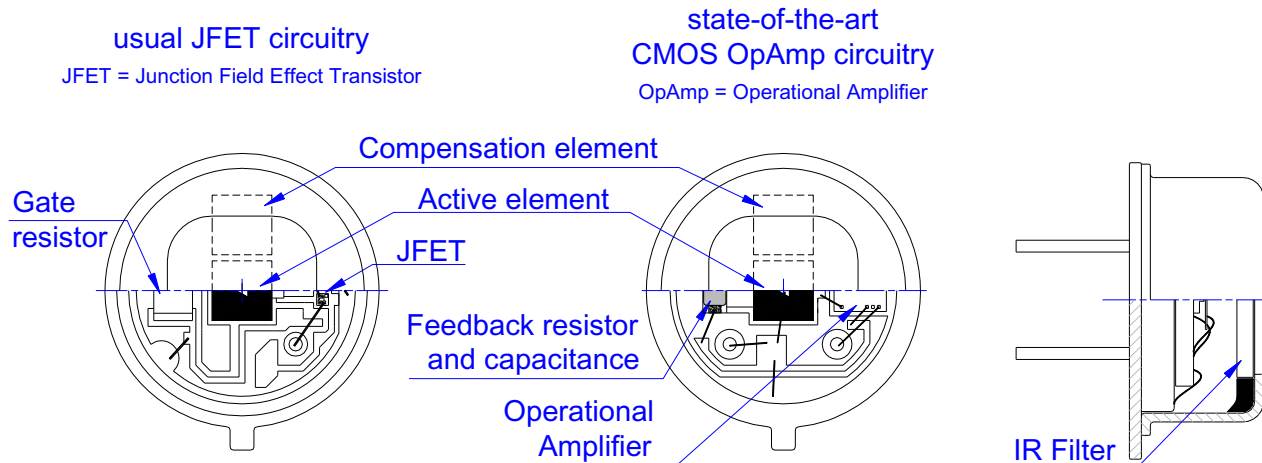 usual JFET circuitry
JFET = Junction Field Effect Transistor
state-of-the-art
CMOS OpAmp circuitry
OpAmp = Operational Amplifier
Compensation element
Gate
resistor
Active element
JFET
Feedback resistor
and capacitance
Operational
Amplifier
IR Filter